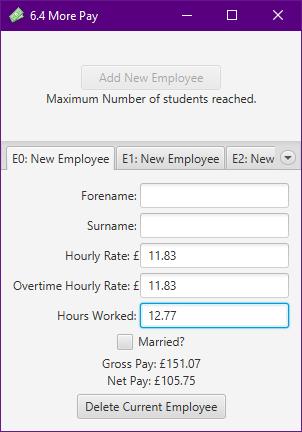 6.4 More Pay
Add New Employee
Maximum Number of students reached.
E0: New Employee E1: New Employee E2: New
Forename:
Surname:
Hourly Rate: £ 11.83
Overtime Hourly Rate: £ 11.83
Hours Worked: 12.77
Married?
Gross Pay: £151.07
Net Pay: £105.75
Delete Current Employee